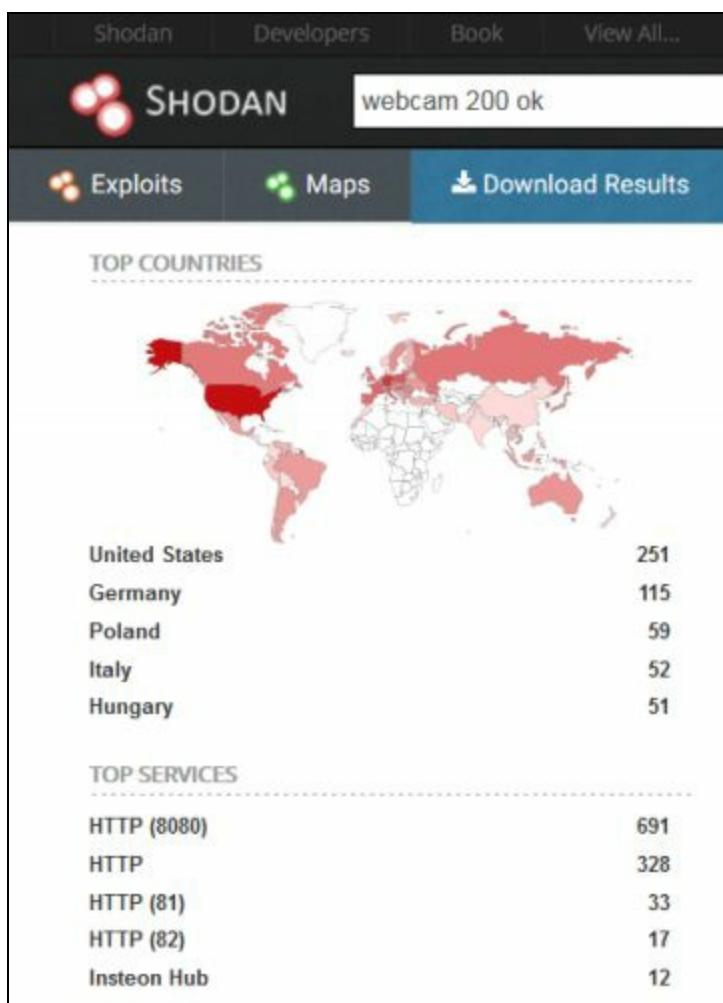 Shodan Developers Book View All...
SHODAN webcam 200 ok
Exploits Maps Download Results
TOP COUNTRIES
United States 251
Germany 115
Poland 59
Italy 52
Hungary 51
TOP SERVICES
HTTP (8080) 691
HTTP 328
HTTP (81) 33
HTTP (82) 17
Insteon Hub 12